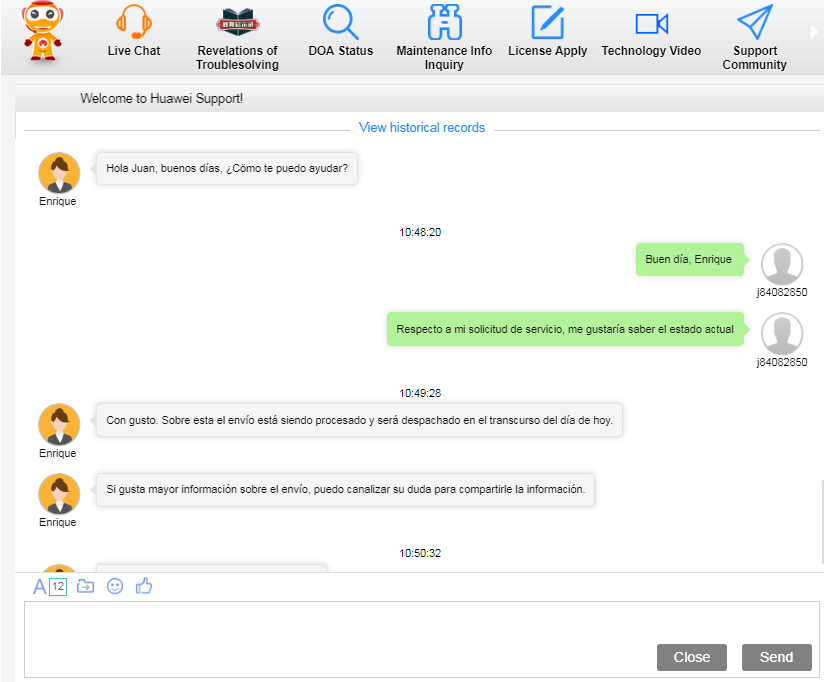 Live Chat
Revelations of
Troublesolving
DOA Status
Maintenance Info
Inquiry
License Apply
Technology Video
Support
Community
Welcome to Huawei Support!
View historical records
Hola Juan, buenos días, ¿Cömo te puedo ayudar?
Enrique
10:48:20
Buen día, Enrique
j84082850
Respecto a mi solicitud de servicio, me gustaría saber el estado actual
j84082850
10:49:28
Con gusto. Sobre esta el envío está siendo procesado y será despachado en el transcurso del día de hoy.
Enrique
Si gusta mayor información sobre el envío, puedo canalizar su duda para compartirle la información.
Enrique
10:50:32
A 12
Close
Send